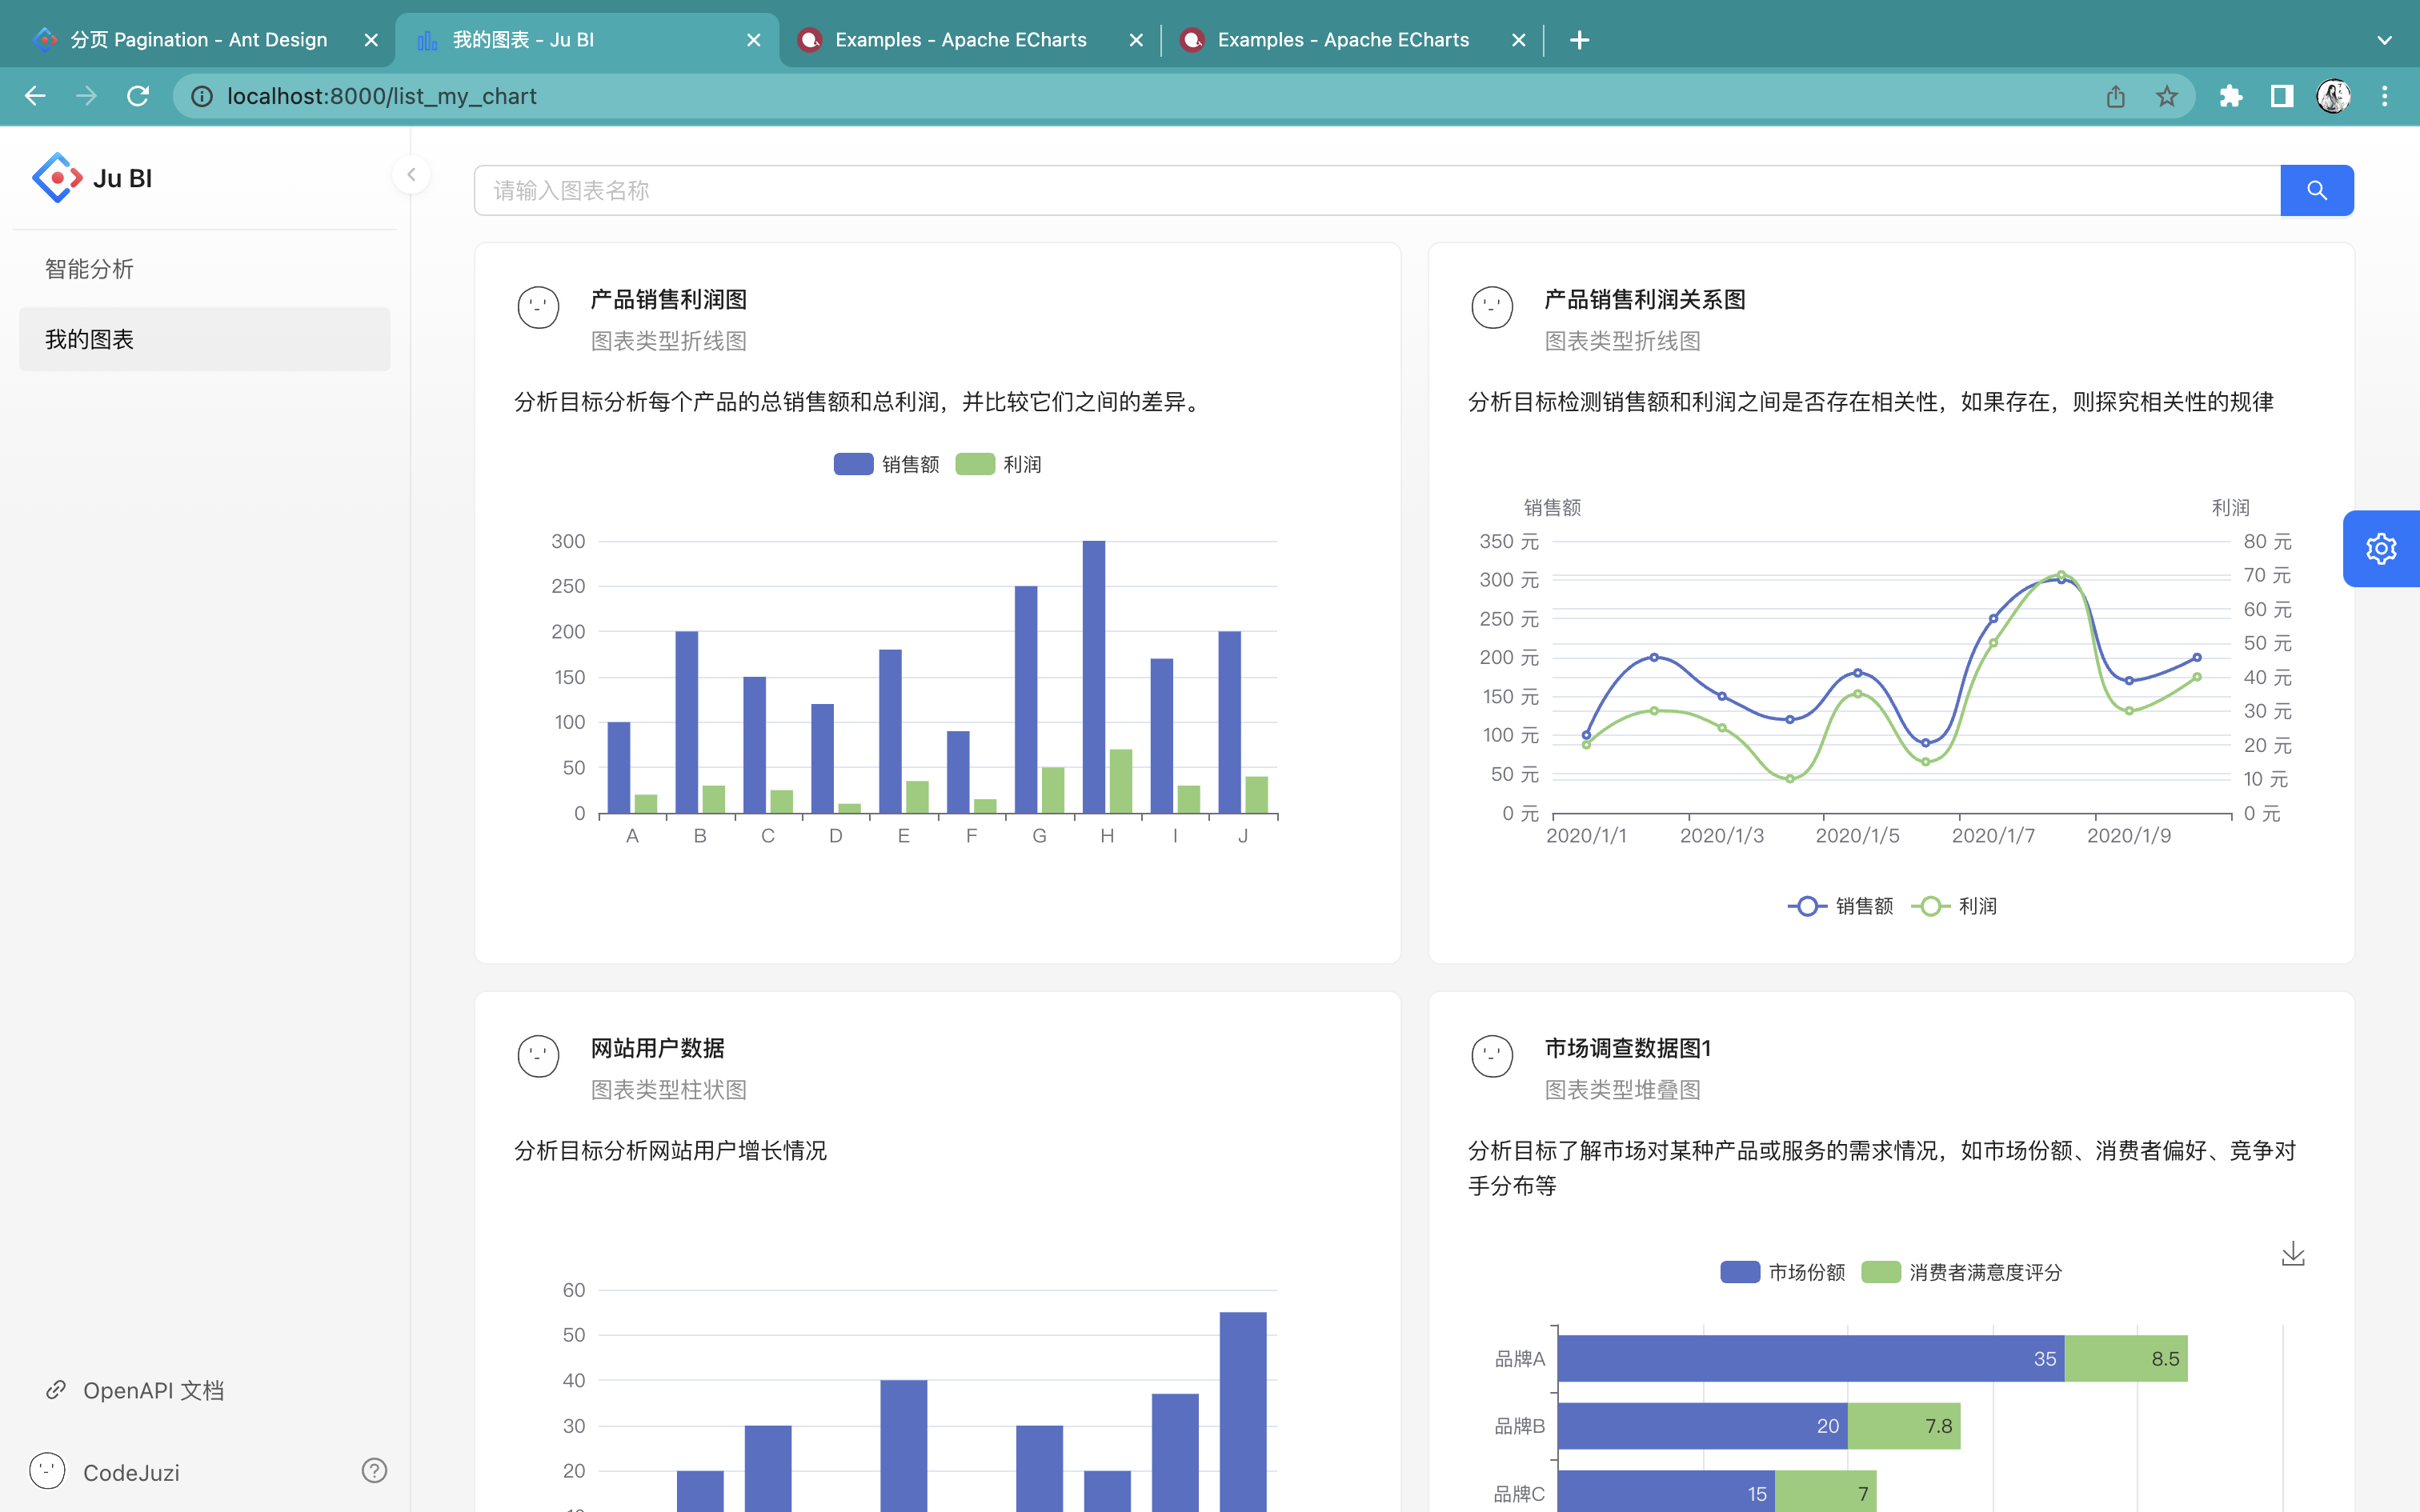 分页 Pagination - Ant Design
我的图表 - Ju BI
Examples - Apache ECharts
Examples - Apache ECharts
localhost:8000/list_my_chart
Ju BI
智能分析
我的图表
OpenAPI 文档
CodeJuzi
请输入图表名称
产品销售利润图
图表类型折线图
分析目标分析每个产品的总销售额和总利润，并比较它们之间的差异。
销售额 利润
300
250
200
150
100
50
0
A B C D E F G H I J
产品销售利润关系图
图表类型折线图
分析目标检测销售额和利润之间是否存在相关性，如果存在，则探究相关性的规律
销售额 利润
350 元 80 元
300 元 70 元
250 元 60 元
200 元 50 元
150 元 40 元
100 元 30 元
50 元 20 元
0 元 10 元
0 元
2020/1/1 2020/1/3 2020/1/5 2020/1/7 2020/1/9
销售额 利润
网站用户数据
图表类型柱状图
分析目标分析网站用户增长情况
60
50
40
30
20
市场调查数据图1
图表类型堆叠图
分析目标了解市场对某种产品或服务的需求情况，如市场份额、消费者偏好、竞争对
手分布等
市场份额 消费者满意度评分
品牌A 35 8.5
品牌B 20 7.8
品牌C 15 7